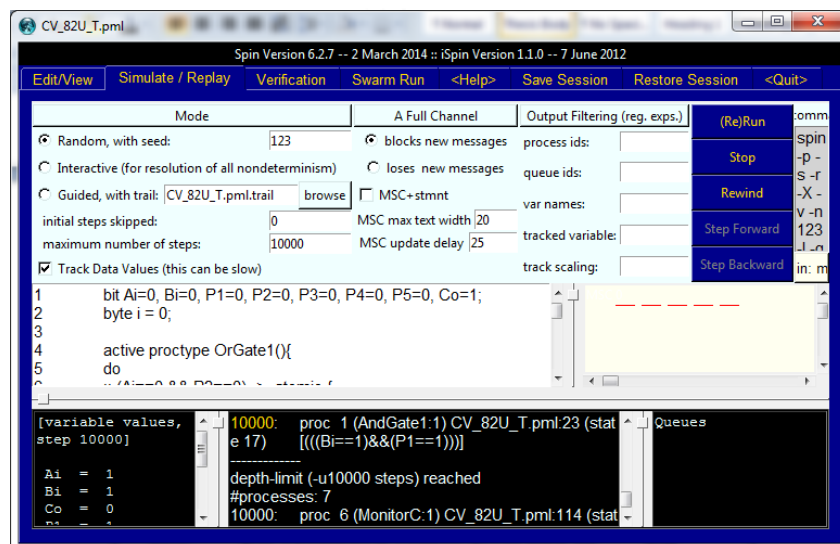 CV_82U_T.pml
Spin Version 6.2.7 -- 2 March 2014 :: iSpin Version 1.1.0 -- 7 June 2012
Edit/View Simulate / Replay Verification Swarm Run <Help> Save Session Restore Session <Quit>
Mode A Full Channel Output Filtering (reg. exps.) (Re)Run
Random, with seed: 123 blocks new messages process ids: spin
Interactive (for resolution of all nondeterminism) loses new messages queue ids: Stop -p -
s -r
Guided, with trail: CV_82U_T.pml.trail browse MSC+stmnt var names: Rewind -X -
v -n
initial steps skipped: 0 MSC max text width 20 tracked variable: Step Forward 123
maximum number of steps: 10000 MSC update delay 25
Track Data Values (this can be slow) track scaling: Step Backward in: m
1 bit Ai=0, Bi=0, P1=0, P2=0, P3=0, P4=0, P5=0, Co=1;
2 byte i = 0;
3
4 active proctype OrGate1(){
5 do
[variable values,
step 10000]
Ai = 1
Bi = 1
Co = 0
10000: proc 1 (AndGate1:1) CV_82U_T.pml:23 (stat
e 17) [(((Bi==1)&&(P1==1)))]
-------------
depth-limit (-u10000 steps) reached
#processes: 7
10000: proc 6 (MonitorC:1) CV_82U_T.pml:114 (stat
Queues